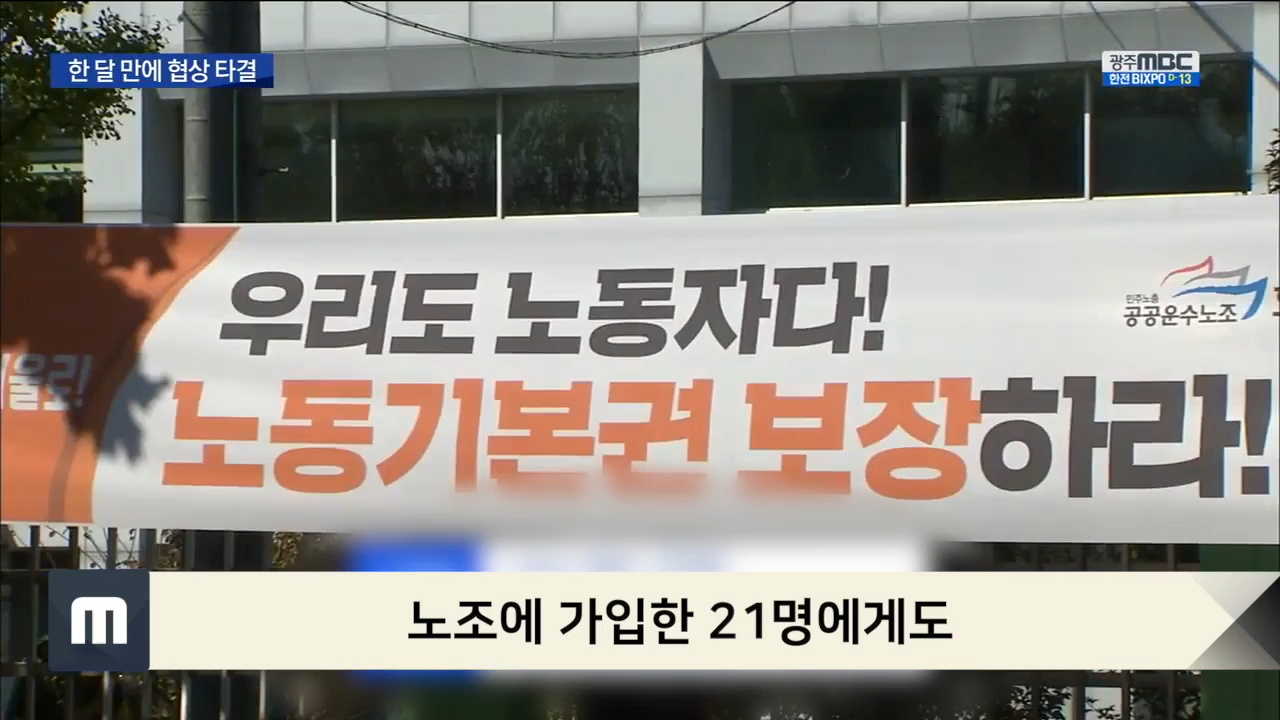 한 달 만에 협상 타결
광주MBC
한전 BIXPO D-13
우리도 노동자다!
민주노총
공공운수노조
울로!
노동기본권 보장하라!
노조에 가입한 21명에게도